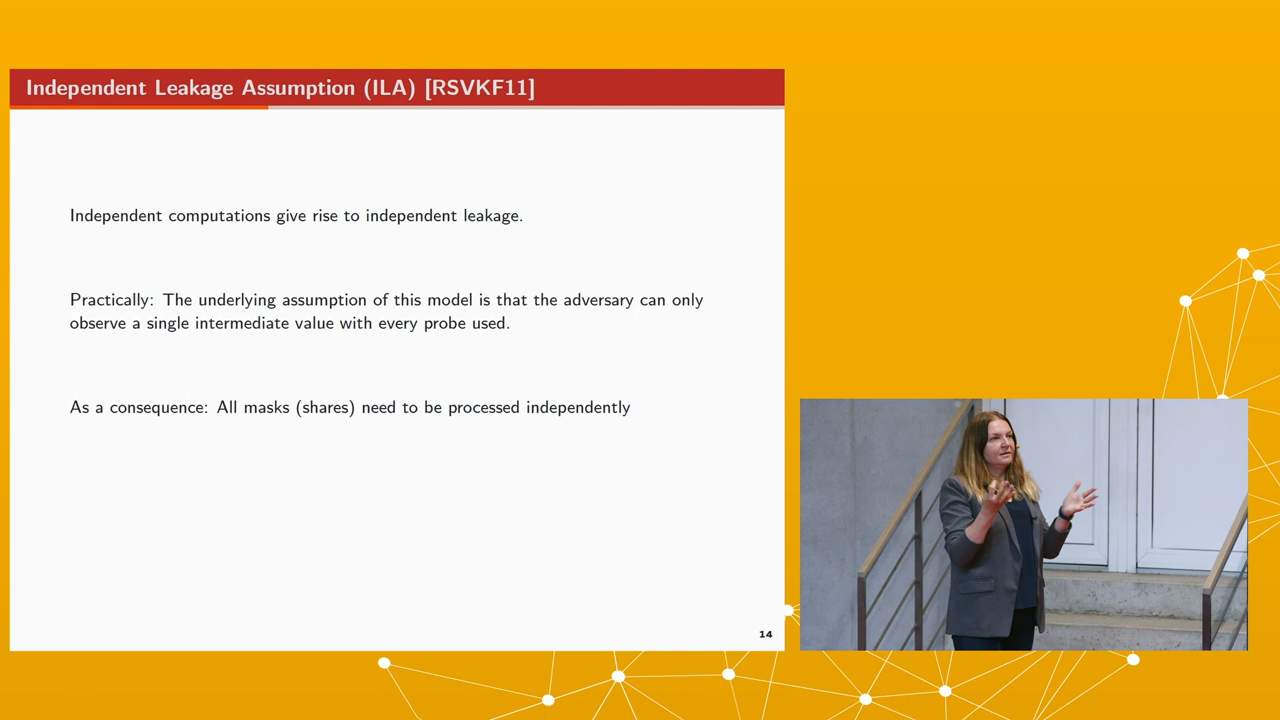 Independent Leakage Assumption (ILA) [RSVKF11]
Independent computations give rise to independent leakage.
Practically: The underlying assumption of this model is that the adversary can only
observe a single intermediate value with every probe used.
As a consequence: All masks (shares) need to be processed independently
14